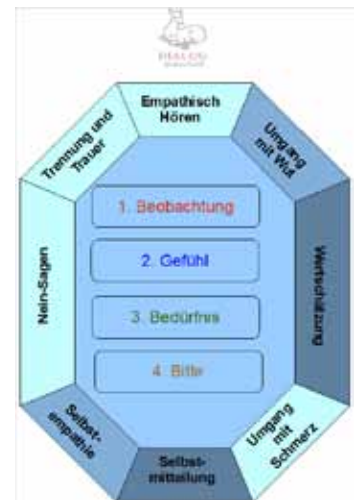 Empathisch
Hören
Umgang
mit Wut
Wertschätzung
Umgang
mit
Schmerz
Selbst-
mitteilung
Selbst-
empathie
Nein-Sagen
Trennung und
Trauer
1. Beobachtung
2. Gefühl
3. Bedürfnis
4. Bitte